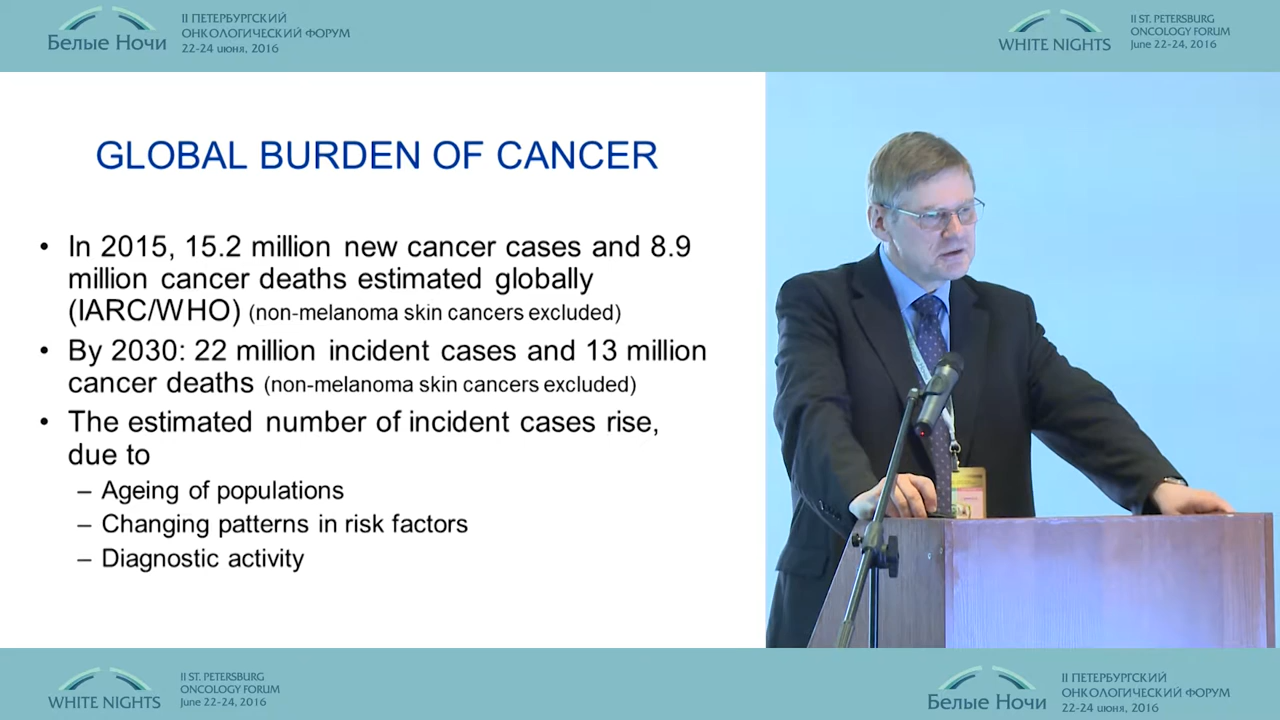 Белые Ночи
II ПЕТЕРБУРГСКИЙ
ОНКОЛОГИЧЕСКИЙ ФОРУМ
22-24 июня, 2016
WHITE NIGHTS
II ST. PETERSBURG
ONCOLOGY FORUM
June 22-24, 2016
GLOBAL BURDEN OF CANCER
• In 2015, 15.2 million new cancer cases and 8.9
million cancer deaths estimated globally
(IARC/WHO) (non-melanoma skin cancers excluded)
• By 2030: 22 million incident cases and 13 million
cancer deaths (non-melanoma skin cancers excluded)
• The estimated number of incident cases rise,
due to
– Ageing of populations
– Changing patterns in risk factors
– Diagnostic activity
WHITE NIGHTS
II ST. PETERSBURG
ONCOLOGY FORUM
June 22-24, 2016
Белые Ночи
II ПЕТЕРБУРГСКИЙ
ОНКОЛОГИЧЕСКИЙ ФОРУМ
22-24 июня, 2016